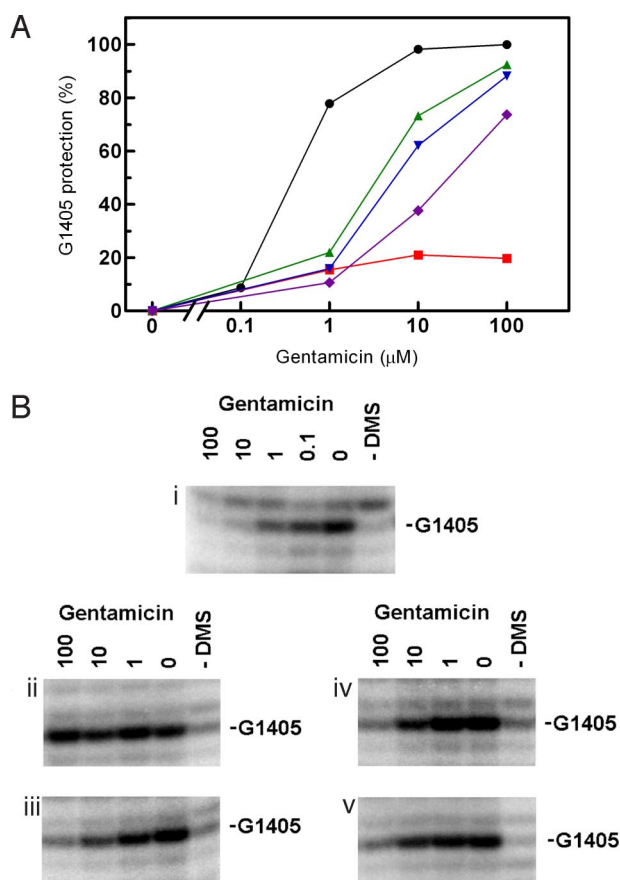 A
G1405 protection (%)
100
80
60
40
20
0
0 0.1 1 10 100
Gentamicin (μM)
B
Gentamicin
100 10 1 0.1 0 - DMS
i
-G1405
Gentamicin
100 10 1 0 - DMS
ii
-G1405
iii
-G1405
Gentamicin
100 10 1 0 - DMS
iv
-G1405
v
-G1405